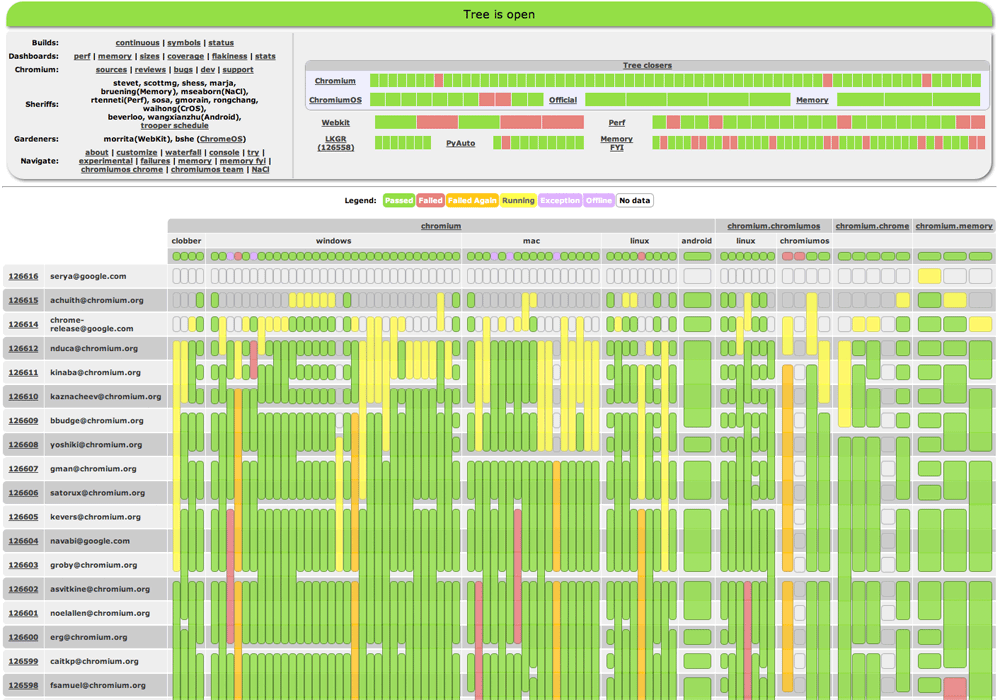 Tree is open
Builds: continuous | symbols | status
Dashboards: perf | memory | sizes | coverage | flakiness | stats
Chromium: sources | reviews | bugs | dev | support
Sheriffs: stevet, scottmg, shess, marja,
bruening(Memory), mseaborn(NaCl),
rtenneti(Perf), sosa, gmorain, rongchang,
waihong(CrOS),
beverloo, wangxianzhu(Android),
trooper schedule
Gardeners: morrita(WebKit), bshe (ChromeOS)
Navigate: about | customize | waterfall | console | try |
experimental | failures | memory | memory fyi |
chromiumos chrome | chromiumos team | NaCl
Tree closers
Chromium
ChromiumOS Official Memory
Webkit Perf
LKGR
(126558)
PyAuto
Memory
FYI
Legend: Passed Failed Failed Again Running Exception Offline No data
chromium chromium.chromiumos chromium.chrome chromium.memory
clobber windows mac linux android linux chromiumos
126616 serya@google.com
126615 achuith@chromium.org
126614 chrome-
release@google.com
126612 nduca@chromium.org
126611 kinaba@chromium.org
126610 kaznacheev@chromium.org
126609 bbudge@chromium.org
126608 yoshiki@chromium.org
126607 gman@chromium.org
126606 satorux@chromium.org
126605 kevers@chromium.org
126604 navabi@google.com
126603 groby@chromium.org
126602 asvitkine@chromium.org
126601 noelallen@chromium.org
126600 erg@chromium.org
126599 caitkp@chromium.org
126598 fsamuel@chromium.org